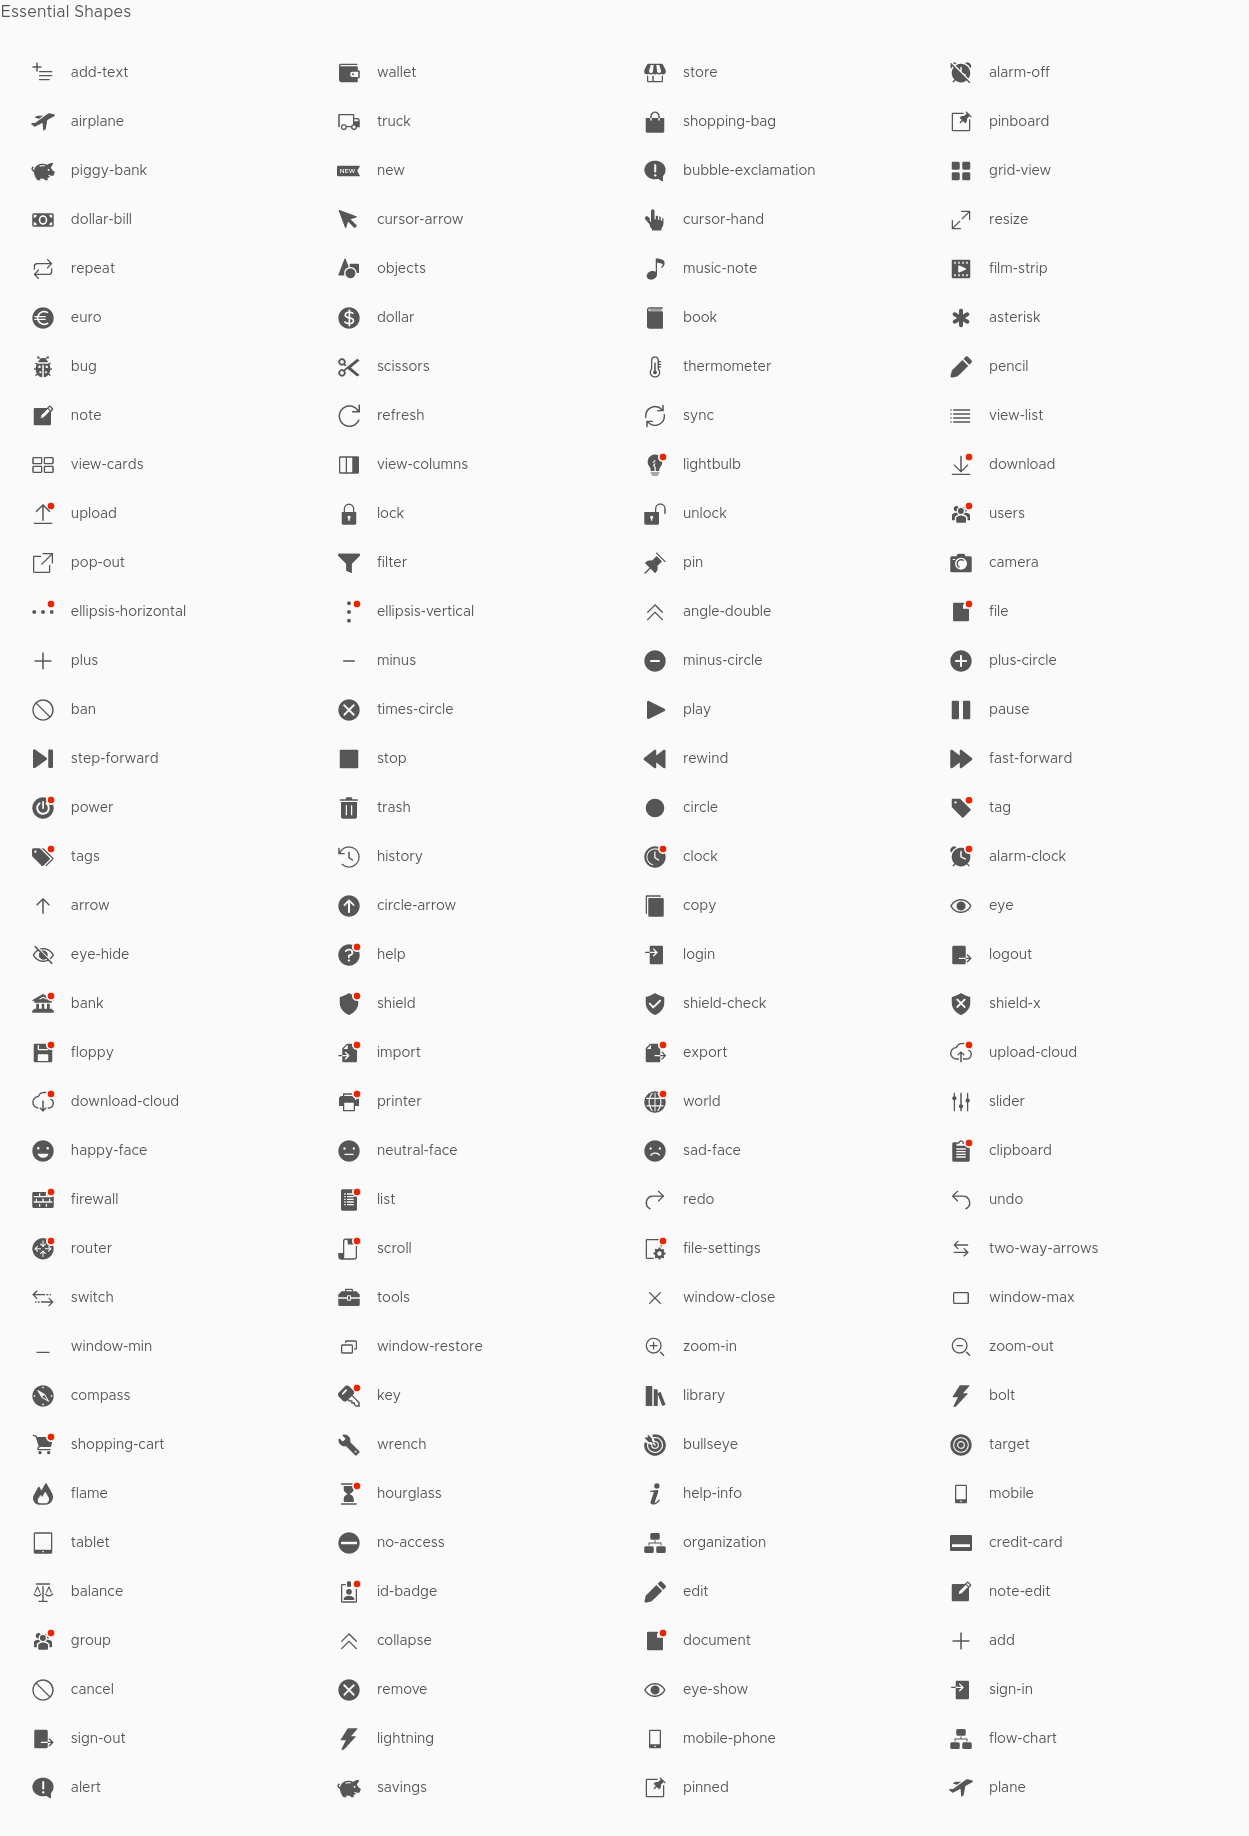 Essential Shapes
add-text wallet store alarm-off
airplane truck shopping-bag pinboard
piggy-bank NEW new bubble-exclamation grid-view
dollar-bill cursor-arrow cursor-hand resize
repeat objects music-note film-strip
euro dollar book asterisk
bug scissors thermometer pencil
note refresh sync view-list
view-cards view-columns lightbulb download
upload lock unlock users
pop-out filter pin camera
ellipsis-horizontal ellipsis-vertical angle-double file
plus minus minus-circle plus-circle
ban times-circle play pause
step-forward stop rewind fast-forward
power trash circle tag
tags history clock alarm-clock
arrow circle-arrow copy eye
eye-hide help login logout
bank shield shield-check shield-x
floppy import export upload-cloud
download-cloud printer world slider
happy-face neutral-face sad-face clipboard
firewall list redo undo
router scroll file-settings two-way-arrows
switch tools window-close window-max
window-min window-restore zoom-in zoom-out
compass key library bolt
shopping-cart wrench bullseye target
flame hourglass help-info mobile
tablet no-access organization credit-card
balance id-badge edit note-edit
group collapse document add
cancel remove eye-show sign-in
sign-out lightning mobile-phone flow-chart
alert savings pinned plane